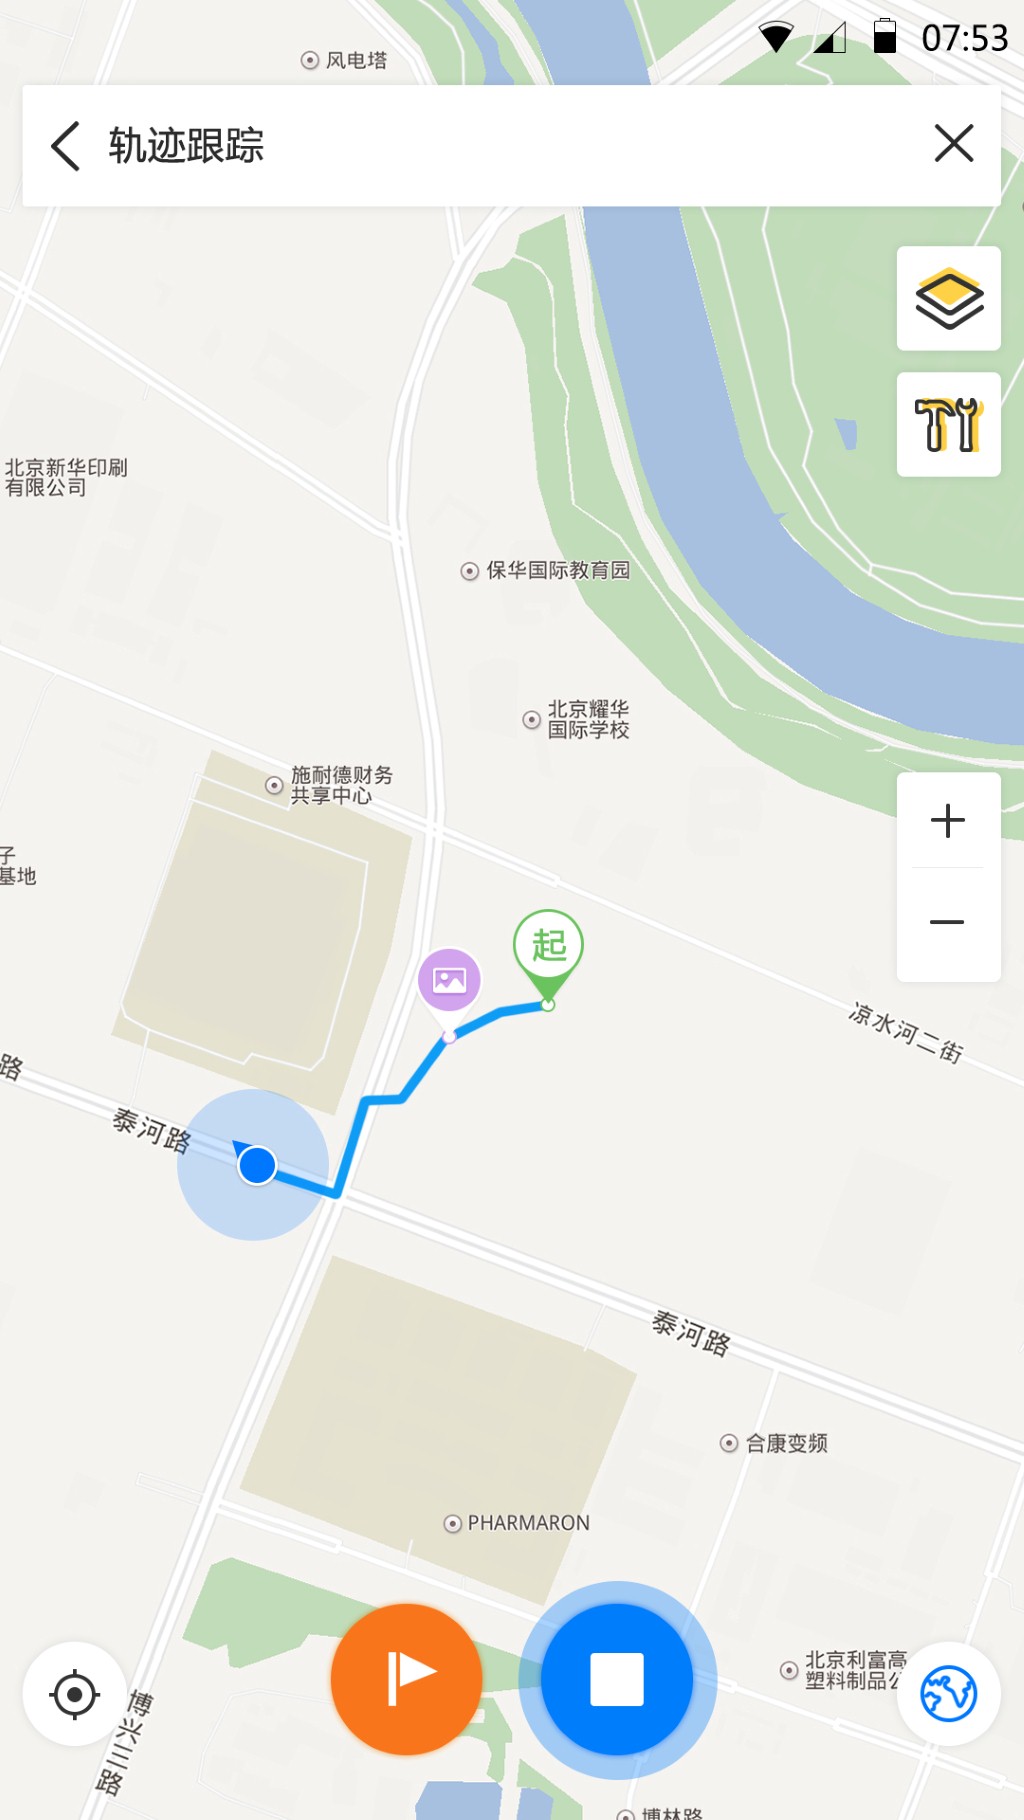 风电塔
07:53
轨迹跟踪
北京新华印刷
有限公司
保华国际教育园
北京耀华
国际学校
施耐德财务
共享中心
子
基地
起
凉水河二街
路
泰河路
泰河路
合康变频
PHARMARON
北京利富高
塑料制品公
博兴三路
博林路